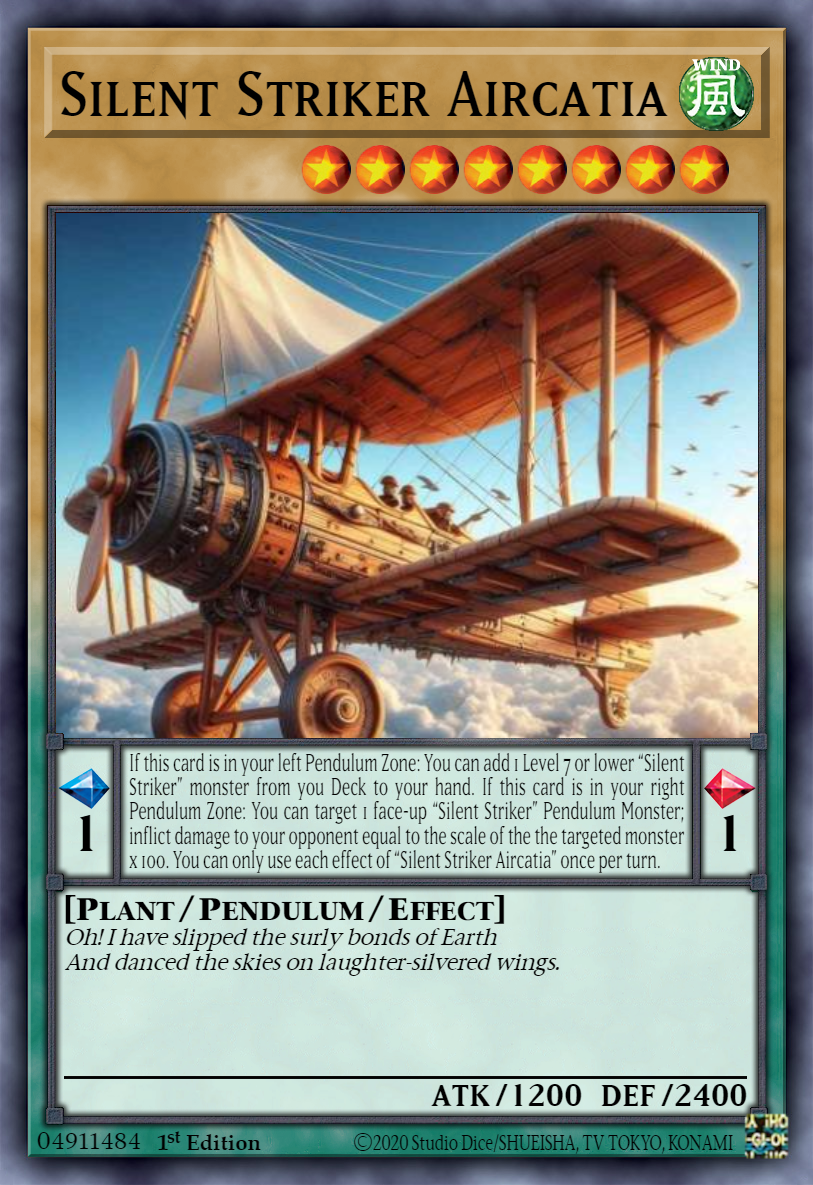 Silent Striker Aircatia
WIND
風
1
If this card is in your left Pendulum Zone: You can add 1 Level 7 or lower “Silent
Striker” monster from you Deck to your hand. If this card is in your right
Pendulum Zone: You can target 1 face-up “Silent Striker” Pendulum Monster;
inflict damage to your opponent equal to the scale of the the targeted monster
x 100. You can only use each effect of “Silent Striker Aircatia” once per turn.
1
[Plant / Pendulum / Effect]
Oh! I have slipped the surly bonds of Earth
And danced the skies on laughter-silvered wings.
ATK / 1200 DEF / 2400
04911484 1st Edition ©2020 Studio Dice/SHUEISHA, TV TOKYO, KONAMI